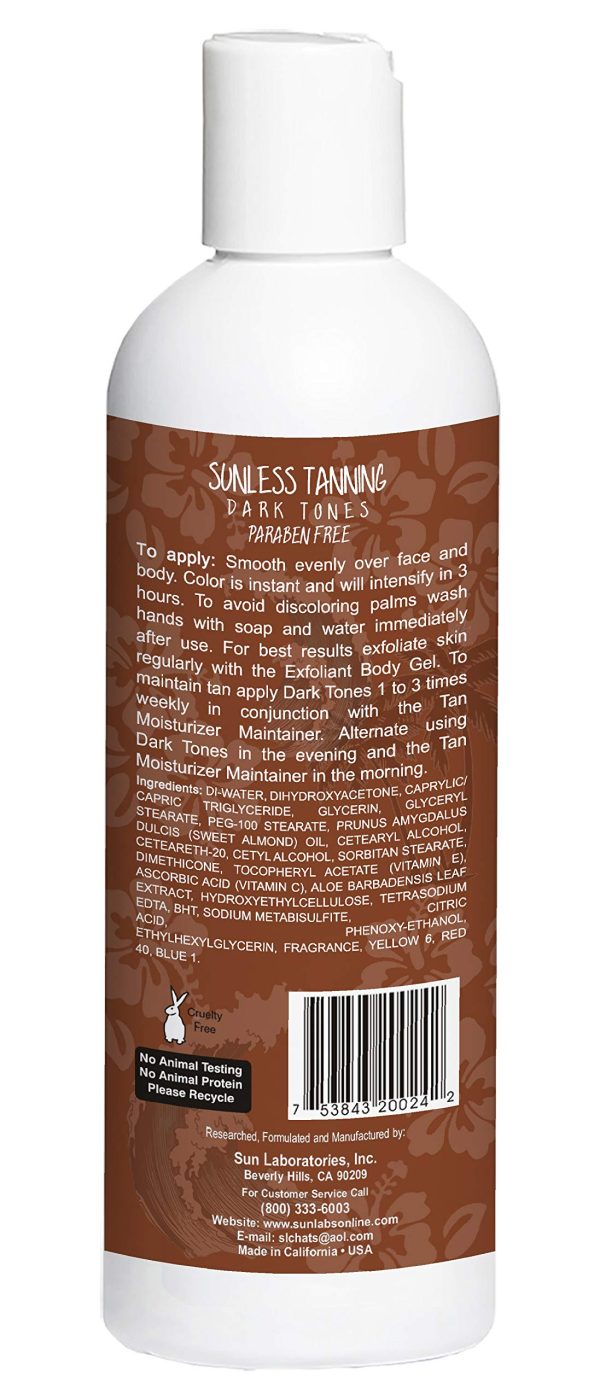 SUNLESS TANNING
DARK TONES
PARABEN FREE
To apply: Smooth evenly over face and
body. Color is instant and will intensify in 3
hours. To avoid discoloring palms wash
hands with soap and water immediately
after use. For best results exfoliate skin
regularly with the Exfoliant Body Gel. To
maintain tan apply Dark Tones 1 to 3 times
weekly in conjunction with the Tan
Moisturizer Maintainer. Alternate using
Dark Tones in the evening and the Tan
Moisturizer Maintainer in the morning.
Ingredients: DI-WATER, DIHYDROXYACETONE, CAPRYLIC/
CAPRIC TRIGLYCERIDE, GLYCERIN, GLYCERYL
STEARATE, PEG-100 STEARATE, PRUNUS AMYGDALUS
DULCIS (SWEET ALMOND) OIL, CETEARYL ALCOHOL,
CETEARETH-20, CETYL ALCOHOL, SORBITAN STEARATE,
DIMETHICONE, TOCOPHERYL ACETATE (VITAMIN E),
ASCORBIC ACID (VITAMIN C), ALOE BARBADENSIS LEAF
EXTRACT, HYDROXYETHYLCELLULOSE, TETRASODIUM
EDTA, BHT, SODIUM METABISULFITE, CITRIC
ACID, PHENOXY-ETHANOL,
ETHYLHEXYLGLYCERIN, FRAGRANCE, YELLOW 6, RED
40, BLUE 1.
Cruelty
Free
No Animal Testing
No Animal Protein
Please Recycle
7 53843 20024 2
Researched, Formulated and Manufactured by:
Sun Laboratories, Inc.
Beverly Hills, CA 90209
For Customer Service Call
(800) 333-6003
Website: www.sunlabsonline.com
E-mail: slchats@aol.com
Made in California • USA